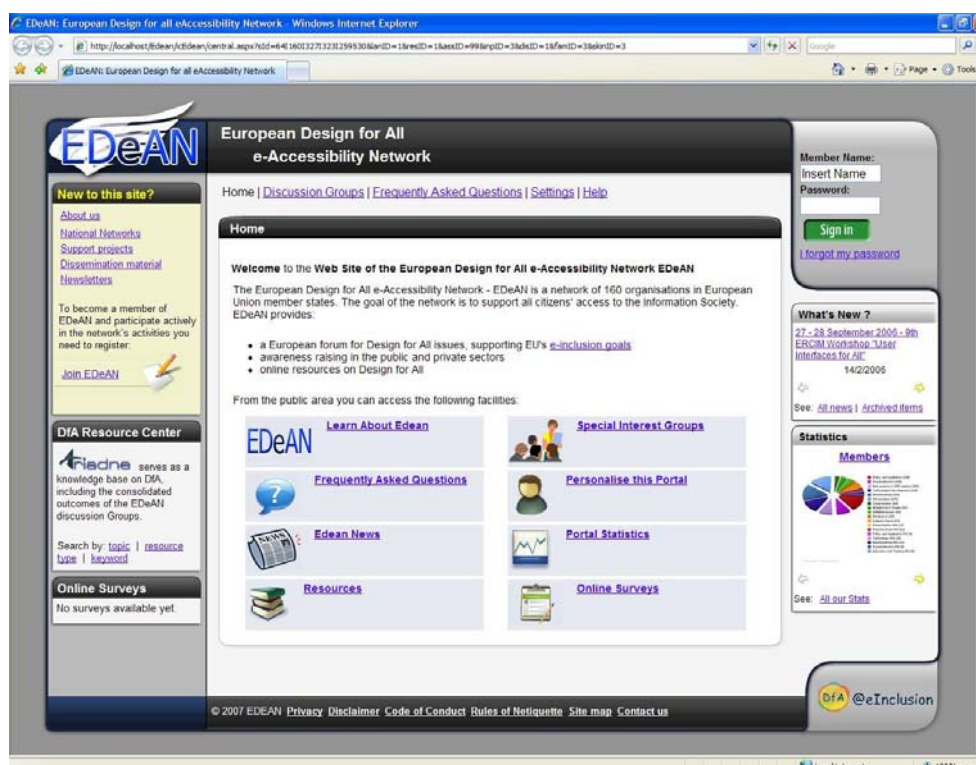 EDeAN: European Design for all eAccessibility Network - Windows Internet Explorer
Google
EDeAN: European Design for all eAccessibility Network
Page
Tools
EDeAN
European Design for All
e-Accessibility Network
Home | Discussion Groups | Frequently Asked Questions | Settings | Help
New to this site?
About us
National Networks
Support projects
Dissemination material
Newsletters
To become a member of
EDeAN and participate actively
in the network's activities you
need to register:
Join EDeAN
DfA Resource Center
Ariadne serves as a
knowledge base on DfA,
including the consolidated
outcomes of the EDeAN
discussion Groups.
Search by: topic | resource
type | keyword
Online Surveys
No surveys available yet
Home
Welcome to the Web Site of the European Design for All e-Accessibility Network EDeAN
The European Design for All e-Accessibility Network - EDeAN is a network of 160 organisations in European
Union member states. The goal of the network is to support all citizens' access to the Information Society.
EDeAN provides:
a European forum for Design for All issues, supporting EU's e-inclusion goals
awareness raising in the public and private sectors
online resources on Design for All
From the public area you can access the following facilities:
EDeAN
Learn About Edean
Special Interest Groups
Frequently Asked Questions
Personalise this Portal
NEWS
Edean News
Portal Statistics
Resources
Online Surveys
Member Name:
Insert Name
Password:
Sign in
I forgot my password
What's New ?
27 - 28 September 2006 - 9th
ERCIM Workshop "User
Interfaces for All"
14/2/2006
See: All news | Archived items
Statistics
Members
See: All our Stats
© 2007 EDEAN Privacy Disclaimer Code of Conduct Rules of Netiquette Site map Contact us
DfA @eInclusion